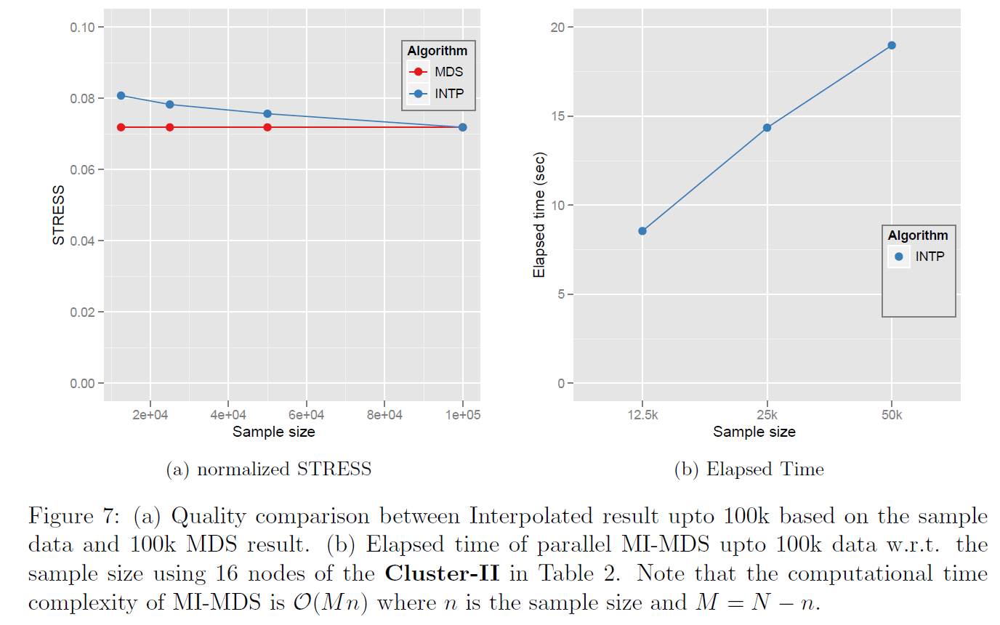 0.10
0.08
0.06
0.04
0.02
0.00
STRESS
Algorithm
MDS
INTP
2e+04 4e+04 6e+04 8e+04 1e+05
Sample size
(a) normalized STRESS
20
15
10
5
0
Elapsed time (sec)
Algorithm
INTP
12.5k 25k 50k
Sample size
(b) Elapsed Time
Figure 7: (a) Quality comparison between Interpolated result upto 100k based on the sample
data and 100k MDS result. (b) Elapsed time of parallel MI-MDS upto 100k data w.r.t. the
sample size using 16 nodes of the Cluster-II in Table 2. Note that the computational time
complexity of MI-MDS is O(Mn) where n is the sample size and M = N − n.